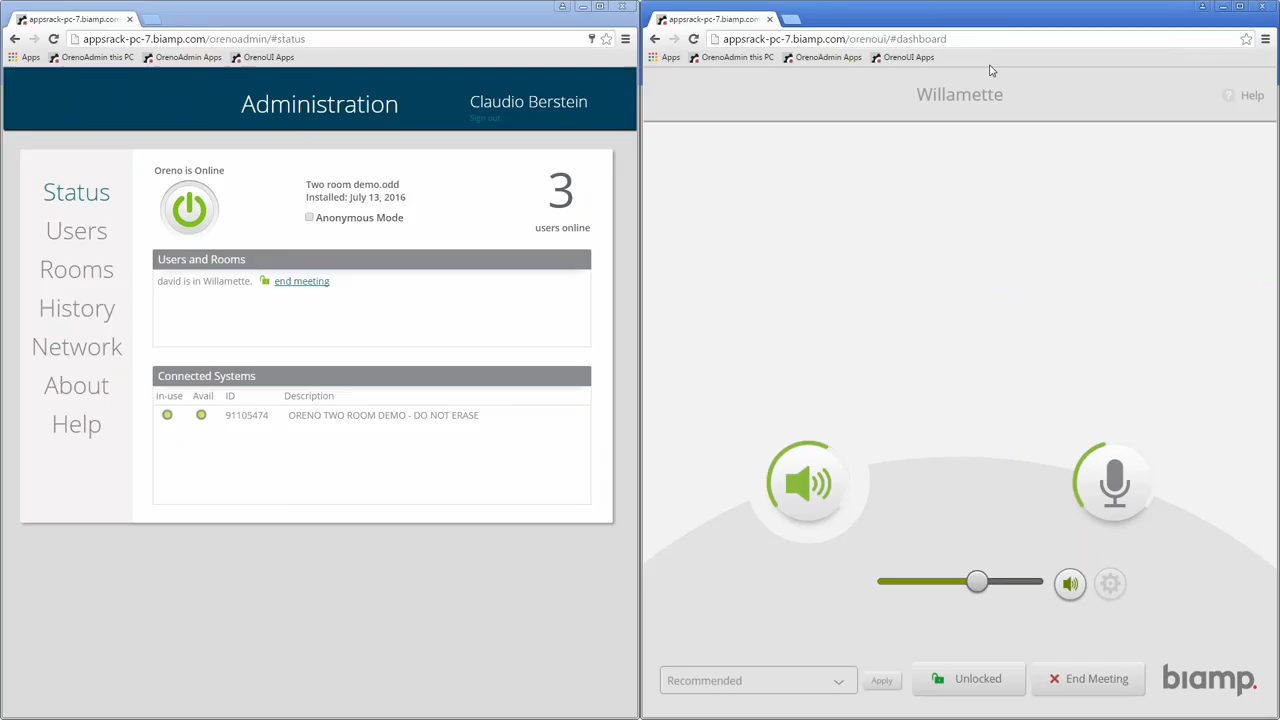 appsrack-pc-7.biamp.com
appsrack-pc-7.biamp.com/orenoadmin/#status
Apps OrenoAdmin this PC OrenoAdmin Apps OrenoUI Apps
Administration
Claudio Berstein
Sign out
Status
Users
Rooms
History
Network
About
Help
Oreno is Online
Two room demo.odd
Installed: July 13, 2016
Anonymous Mode
3
users online
Users and Rooms
david is in Willamette. end meeting
Connected Systems
In-use Avail ID Description
91105474 ORENO TWO ROOM DEMO - DO NOT ERASE
appsrack-pc-7.biamp.com
appsrack-pc-7.biamp.com/orenoui/#dashboard
Apps OrenoAdmin this PC OrenoAdmin Apps OrenoUI Apps
Willamette
? Help
Recommended
Apply
Unlocked
End Meeting
biamp.